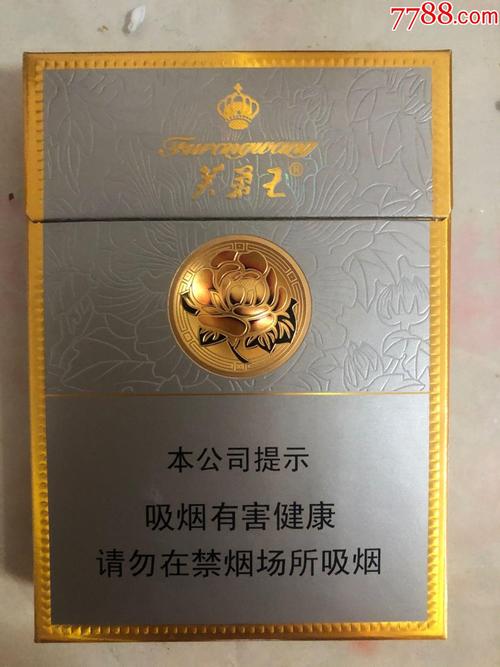 7788.com
Furongwang
芙蓉王®
本公司提示
吸烟有害健康
请勿在禁烟场所吸烟